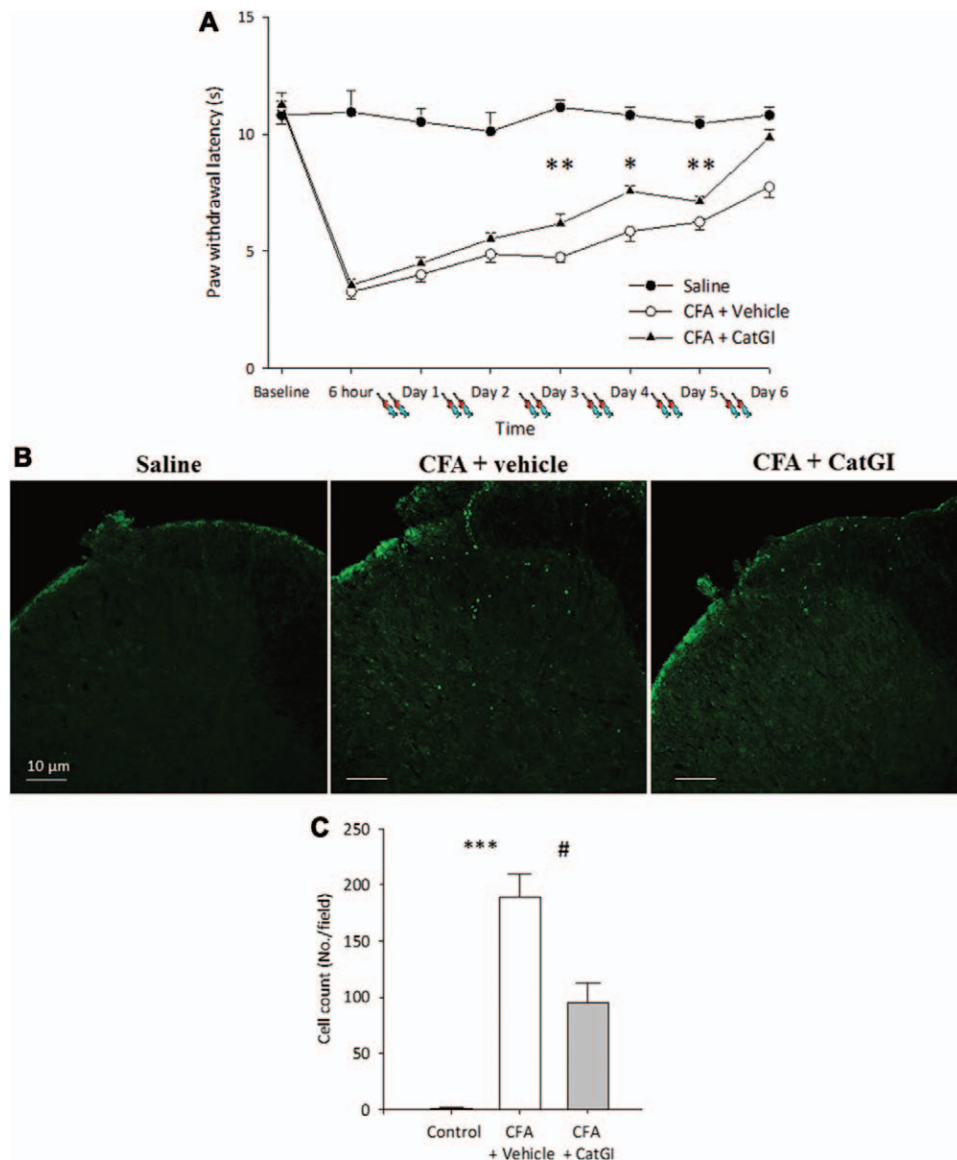 A
15
10
5
0
Paw withdrawal latency (s)
** * **
Saline
CFA + Vehicle
CFA + CatGI
Baseline 6 hour Day 1 Day 2 Day 3 Day 4 Day 5 Day 6
Time
B
Saline CFA + vehicle CFA + CatGI
10 µm
C
250
200
150
100
50
0
Cell count (No./field)
*** #
Control CFA CFA
+ Vehicle + CatGI